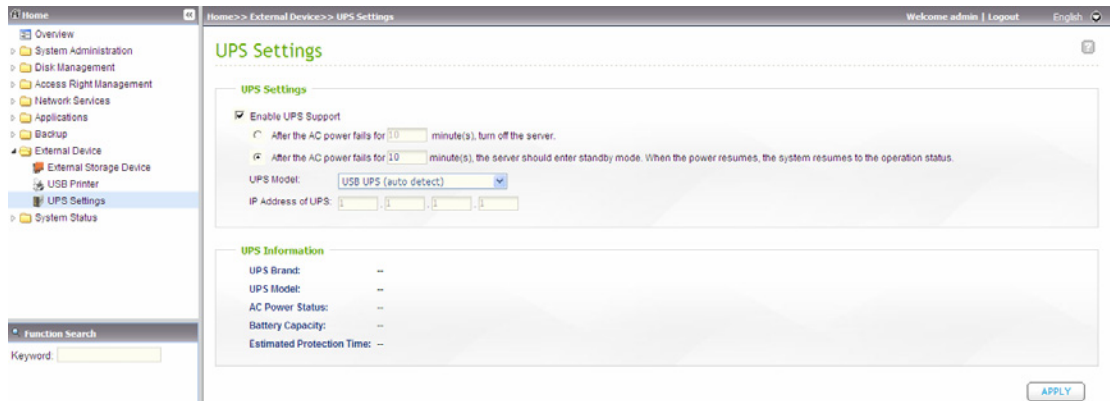 Home
Home>> External Device>> UPS Settings
Welcome admin | Logout
English
Overview
System Administration
Disk Management
Access Right Management
Network Services
Applications
Backup
External Device
External Storage Device
USB Printer
UPS Settings
System Status
Function Search
Keyword:
UPS Settings
UPS Settings
Enable UPS Support
After the AC power fails for 10 minute(s), turn off the server.
After the AC power fails for 10 minute(s), the server should enter standby mode. When the power resumes, the system resumes to the operation status.
UPS Model: USB UPS (auto detect)
IP Address of UPS: 1 . 1 . 1 . 1
UPS Information
UPS Brand: --
UPS Model: --
AC Power Status: --
Battery Capacity: --
Estimated Protection Time: --
APPLY